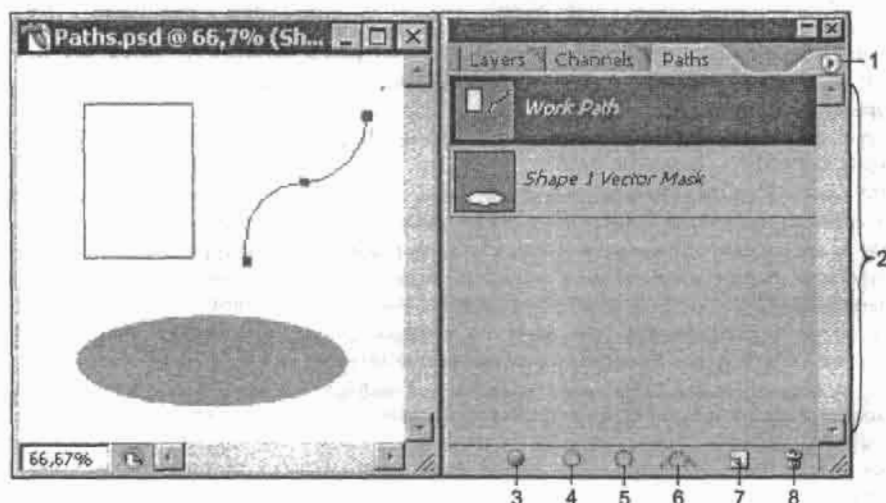 Paths.psd @ 66,7% (Sh...
Layers Channels Paths
1
Work Path
Shape 1 Vector Mask
2
66,67%
3 4 5 6 7 8